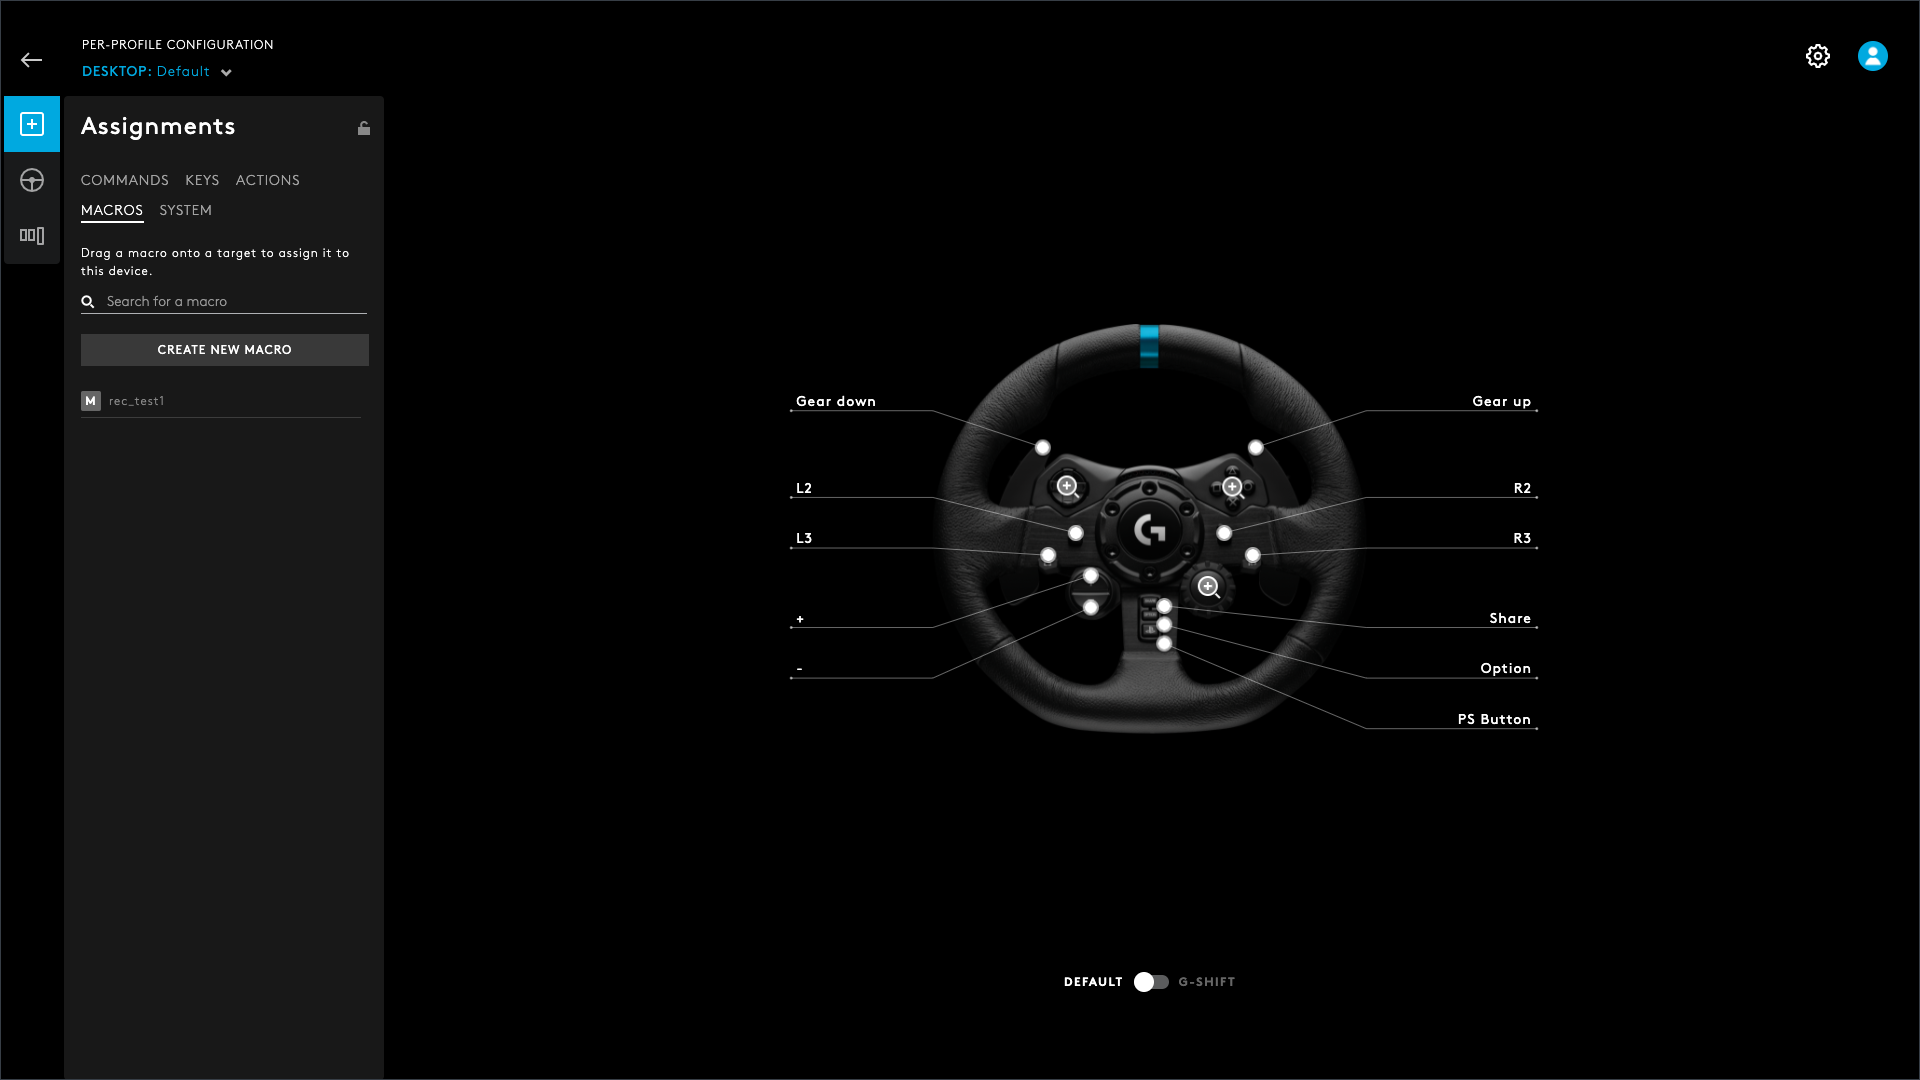 PER-PROFILE CONFIGURATION
DESKTOP: Default
Assignments
COMMANDS KEYS ACTIONS
MACROS SYSTEM
Drag a macro onto a target to assign it to
this device.
Search for a macro
CREATE NEW MACRO
M rec_test1
Gear down
Gear up
L2
R2
L3
R3
+
Share
-
Option
PS Button
DEFAULT G-SHIFT